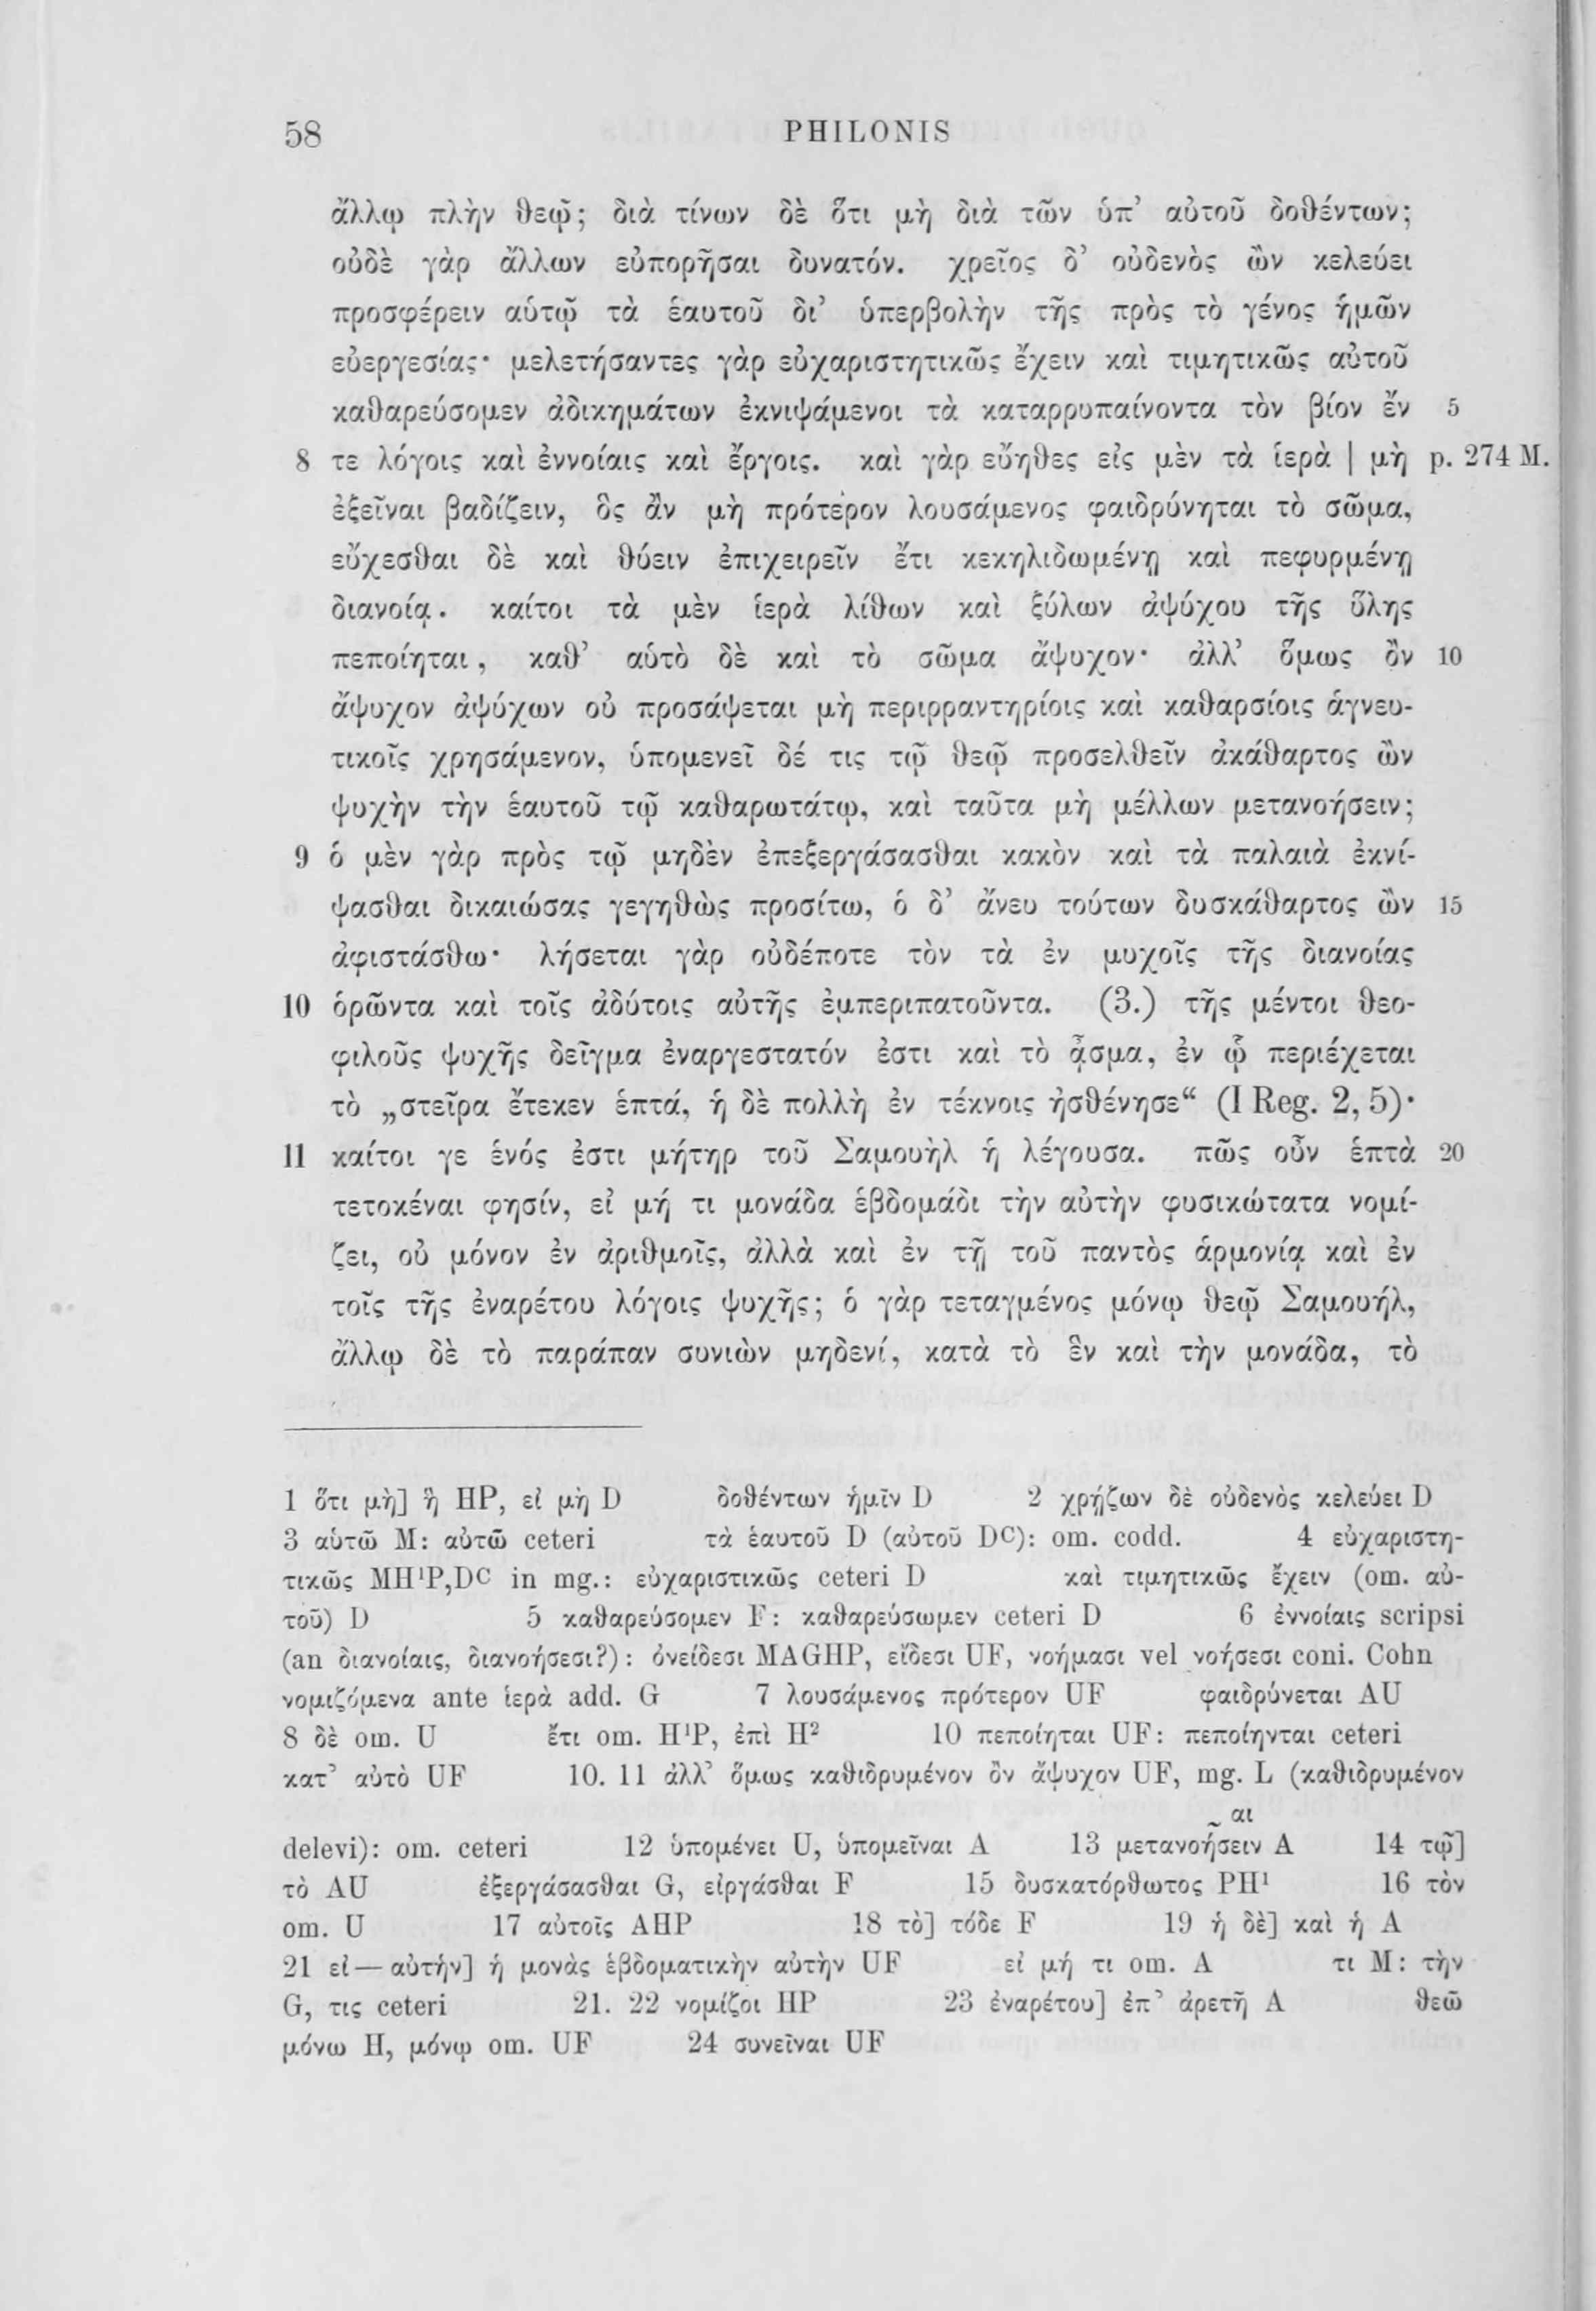 58 PHILONIS
ἄλλῳ πλὴν θεῷ; διὰ τίνων δὲ ὅτι μὴ διὰ τῶν ὑπ’ αὐτοῦ δοθέντων;
οὐδὲ γὰρ ἄλλων εὐπορῆσαι δυνατόν. χρεῖος δ’ οὐδενὸς ὢν κελεύει
προσφέρειν αὑτῷ τὰ ἑαυτοῦ δι’ ὑπερβολὴν τῆς πρὸς τὸ γένος ἡμῶν
εὐεργεσίας· μελετήσαντες γὰρ εὐχαριστητικῶς ἔχειν καὶ τιμητικῶς αὐτοῦ
καθαρεύσομεν ἀδικημάτων ἐκνιψάμενοι τὰ καταρρυπαίνοντα τὸν βίον ἔν 5
8 τε λόγοις καὶ ἐννοίαις καὶ ἔργοις. καὶ γὰρ εὔηθες εἰς μὲν τὰ ἱερὰ | μὴ p. 274 M.
ἐξεῖναι βαδίζειν, ὃς ἂν μὴ πρότερον λουσάμενος φαιδρύνηται τὸ σῶμα,
εὔχεσθαι δὲ καὶ θύειν ἐπιχειρεῖν ἔτι κεκηλιδωμένῃ καὶ πεφυρμένῃ
διανοίᾳ. καίτοι τὰ μὲν ἱερὰ λίθων καὶ ξύλων ἀψύχου τῆς ὕλης
πεποίηται, καθ’ αὑτὸ δὲ καὶ τὸ σῶμα ἄψυχον· ἀλλ’ ὅμως ὂν 10
ἄψυχον ἀψύχων οὐ προσάψεται μὴ περιρραντηρίοις καὶ καθαρσίοις ἁγνευ-
τικοῖς χρησάμενον, ὑπομενεῖ δέ τις τῷ θεῷ προσελθεῖν ἀκάθαρτος ὢν
ψυχὴν τὴν ἑαυτοῦ τῷ καθαρωτάτῳ, καὶ ταῦτα μὴ μέλλων μετανοήσειν;
9 ὁ μὲν γὰρ πρὸς τῷ μηδὲν ἐπεξεργάσασθαι κακὸν καὶ τὰ παλαιὰ ἐκνί-
ψασθαι δικαιώσας γεγηθὼς προσίτω, ὁ δ’ ἄνευ τούτων δυσκάθαρτος ὢν 15
ἀφιστάσθω· λήσεται γὰρ οὐδέποτε τὸν τὰ ἐν μυχοῖς τῆς διανοίας
10 ὁρῶντα καὶ τοῖς ἀδύτοις αὐτῆς ἐμπεριπατοῦντα. (3.) τῆς μέντοι θεο-
φιλοῦς ψυχῆς δεῖγμα ἐναργεστατόν ἐστι καὶ τὸ ᾆσμα, ἐν ᾧ περιέχεται
τὸ „στεῖρα ἔτεκεν ἑπτά, ἡ δὲ πολλὴ ἐν τέκνοις ἠσθένησε“ (I Reg. 2, 5)·
11 καίτοι γε ἑνός ἐστι μήτηρ τοῦ Σαμουὴλ ἡ λέγουσα. πῶς οὖν ἑπτὰ 20
τετοκέναι φησίν, εἰ μή τι μονάδα ἑβδομάδι τὴν αὐτὴν φυσικώτατα νομί-
ζει, οὐ μόνον ἐν ἀριθμοῖς, ἀλλὰ καὶ ἐν τῇ τοῦ παντὸς ἁρμονίᾳ καὶ ἐν
τοῖς τῆς ἐναρέτου λόγοις ψυχῆς; ὁ γὰρ τεταγμένος μόνῳ θεῷ Σαμουήλ,
ἄλλῳ δὲ τὸ παράπαν συνιὼν μηδενί, κατὰ τὸ ἓν καὶ τὴν μονάδα, τὸ
1 ὅτι μὴ] ἢ HP, εἰ μὴ D δοθέντων ἡμῖν D 2 χρῄζων δὲ οὐδενὸς κελεύει D
3 αὑτῶ M: αὐτῶ ceteri τὰ ἑαυτοῦ D (αὐτοῦ Dᶜ): om. codd. 4 εὐχαριστη-
τικῶς MH¹P,Dᶜ in mg.: εὐχαριστικῶς ceteri D καὶ τιμητικῶς ἔχειν (om. αὐ-
τοῦ) D 5 καθαρεύσομεν F: καθαρεύσωμεν ceteri D 6 ἐννοίαις scripsi
(an διανοίαις, διανοήσεσι?): ὀνείδεσι MAGHP, εἴδεσι UF, νοήμασι vel νοήσεσι coni. Cohn
νομιζόμενα ante ἱερὰ add. G 7 λουσάμενος πρότερον UF φαιδρύνεται AU
8 δὲ om. U ἔτι om. H¹P, ἐπὶ H² 10 πεποίηται UF: πεποίηνται ceteri
κατ’ αὐτὸ UF 10. 11 ἀλλ’ ὅμως καθιδρυμένον ὂν ἄψυχον UF, mg. L (καθιδρυμένον
delevi): om. ceteri 12 ὑπομένει U, ὑπομεῖναι A 13 μετανοήσειν A 14 τῷ]
τὸ AU ἐξεργάσασθαι G, εἰργάσθαι F 15 δυσκατόρθωτος PH¹ 16 τὸν
om. U 17 αὐτοῖς AHP 18 τὸ] τόδε F 19 ἡ δὲ] καὶ ἡ A
21 εἰ — αὐτήν] ἡ μονὰς ἑβδοματικὴν αὐτὴν UF εἰ μή τι om. A τι M: τὴν
G, τις ceteri 21. 22 νομίζοι HP 23 ἐναρέτου] ἐπ’ ἀρετῆ A θεῶ
μόνω H, μόνῳ om. UF 24 συνεῖναι UF